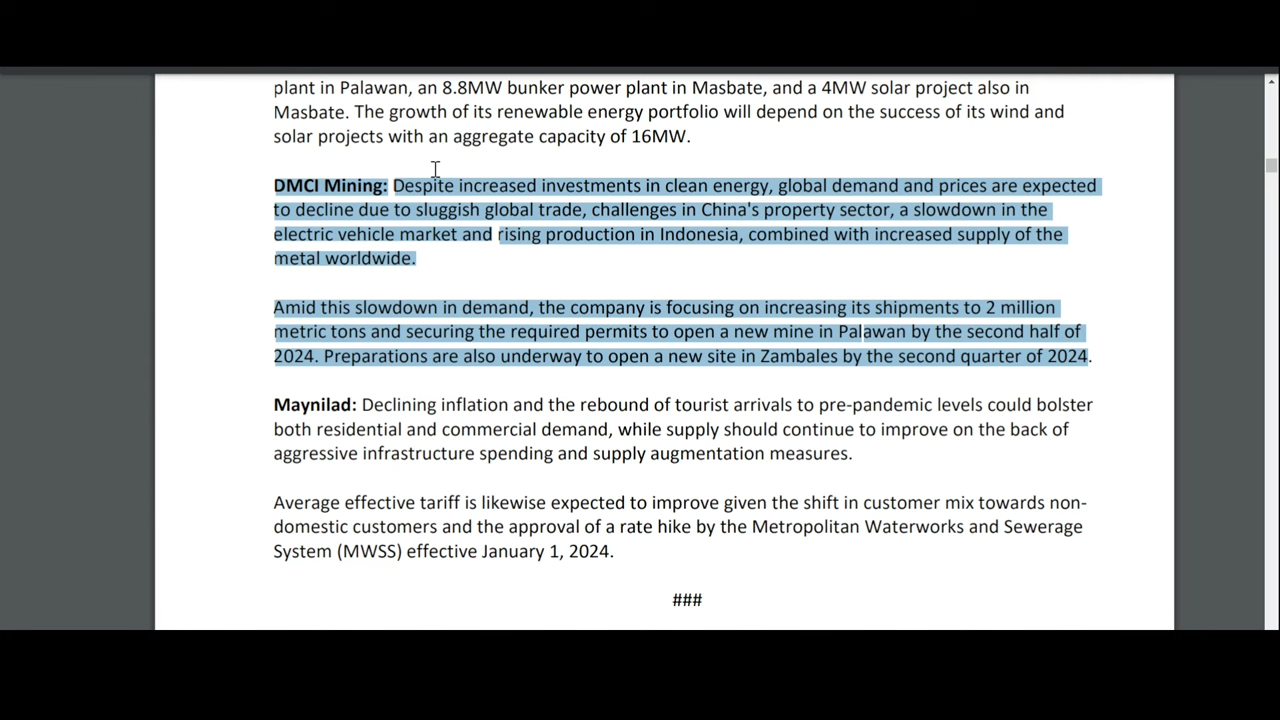 plant in Palawan, an 8.8MW bunker power plant in Masbate, and a 4MW solar project also in
Masbate. The growth of its renewable energy portfolio will depend on the success of its wind and
solar projects with an aggregate capacity of 16MW.
DMCI Mining: Despite increased investments in clean energy, global demand and prices are expected
to decline due to sluggish global trade, challenges in China's property sector, a slowdown in the
electric vehicle market and rising production in Indonesia, combined with increased supply of the
metal worldwide.
Amid this slowdown in demand, the company is focusing on increasing its shipments to 2 million
metric tons and securing the required permits to open a new mine in Palawan by the second half of
2024. Preparations are also underway to open a new site in Zambales by the second quarter of 2024.
Maynilad: Declining inflation and the rebound of tourist arrivals to pre-pandemic levels could bolster
both residential and commercial demand, while supply should continue to improve on the back of
aggressive infrastructure spending and supply augmentation measures.
Average effective tariff is likewise expected to improve given the shift in customer mix towards non-
domestic customers and the approval of a rate hike by the Metropolitan Waterworks and Sewerage
System (MWSS) effective January 1, 2024.
###